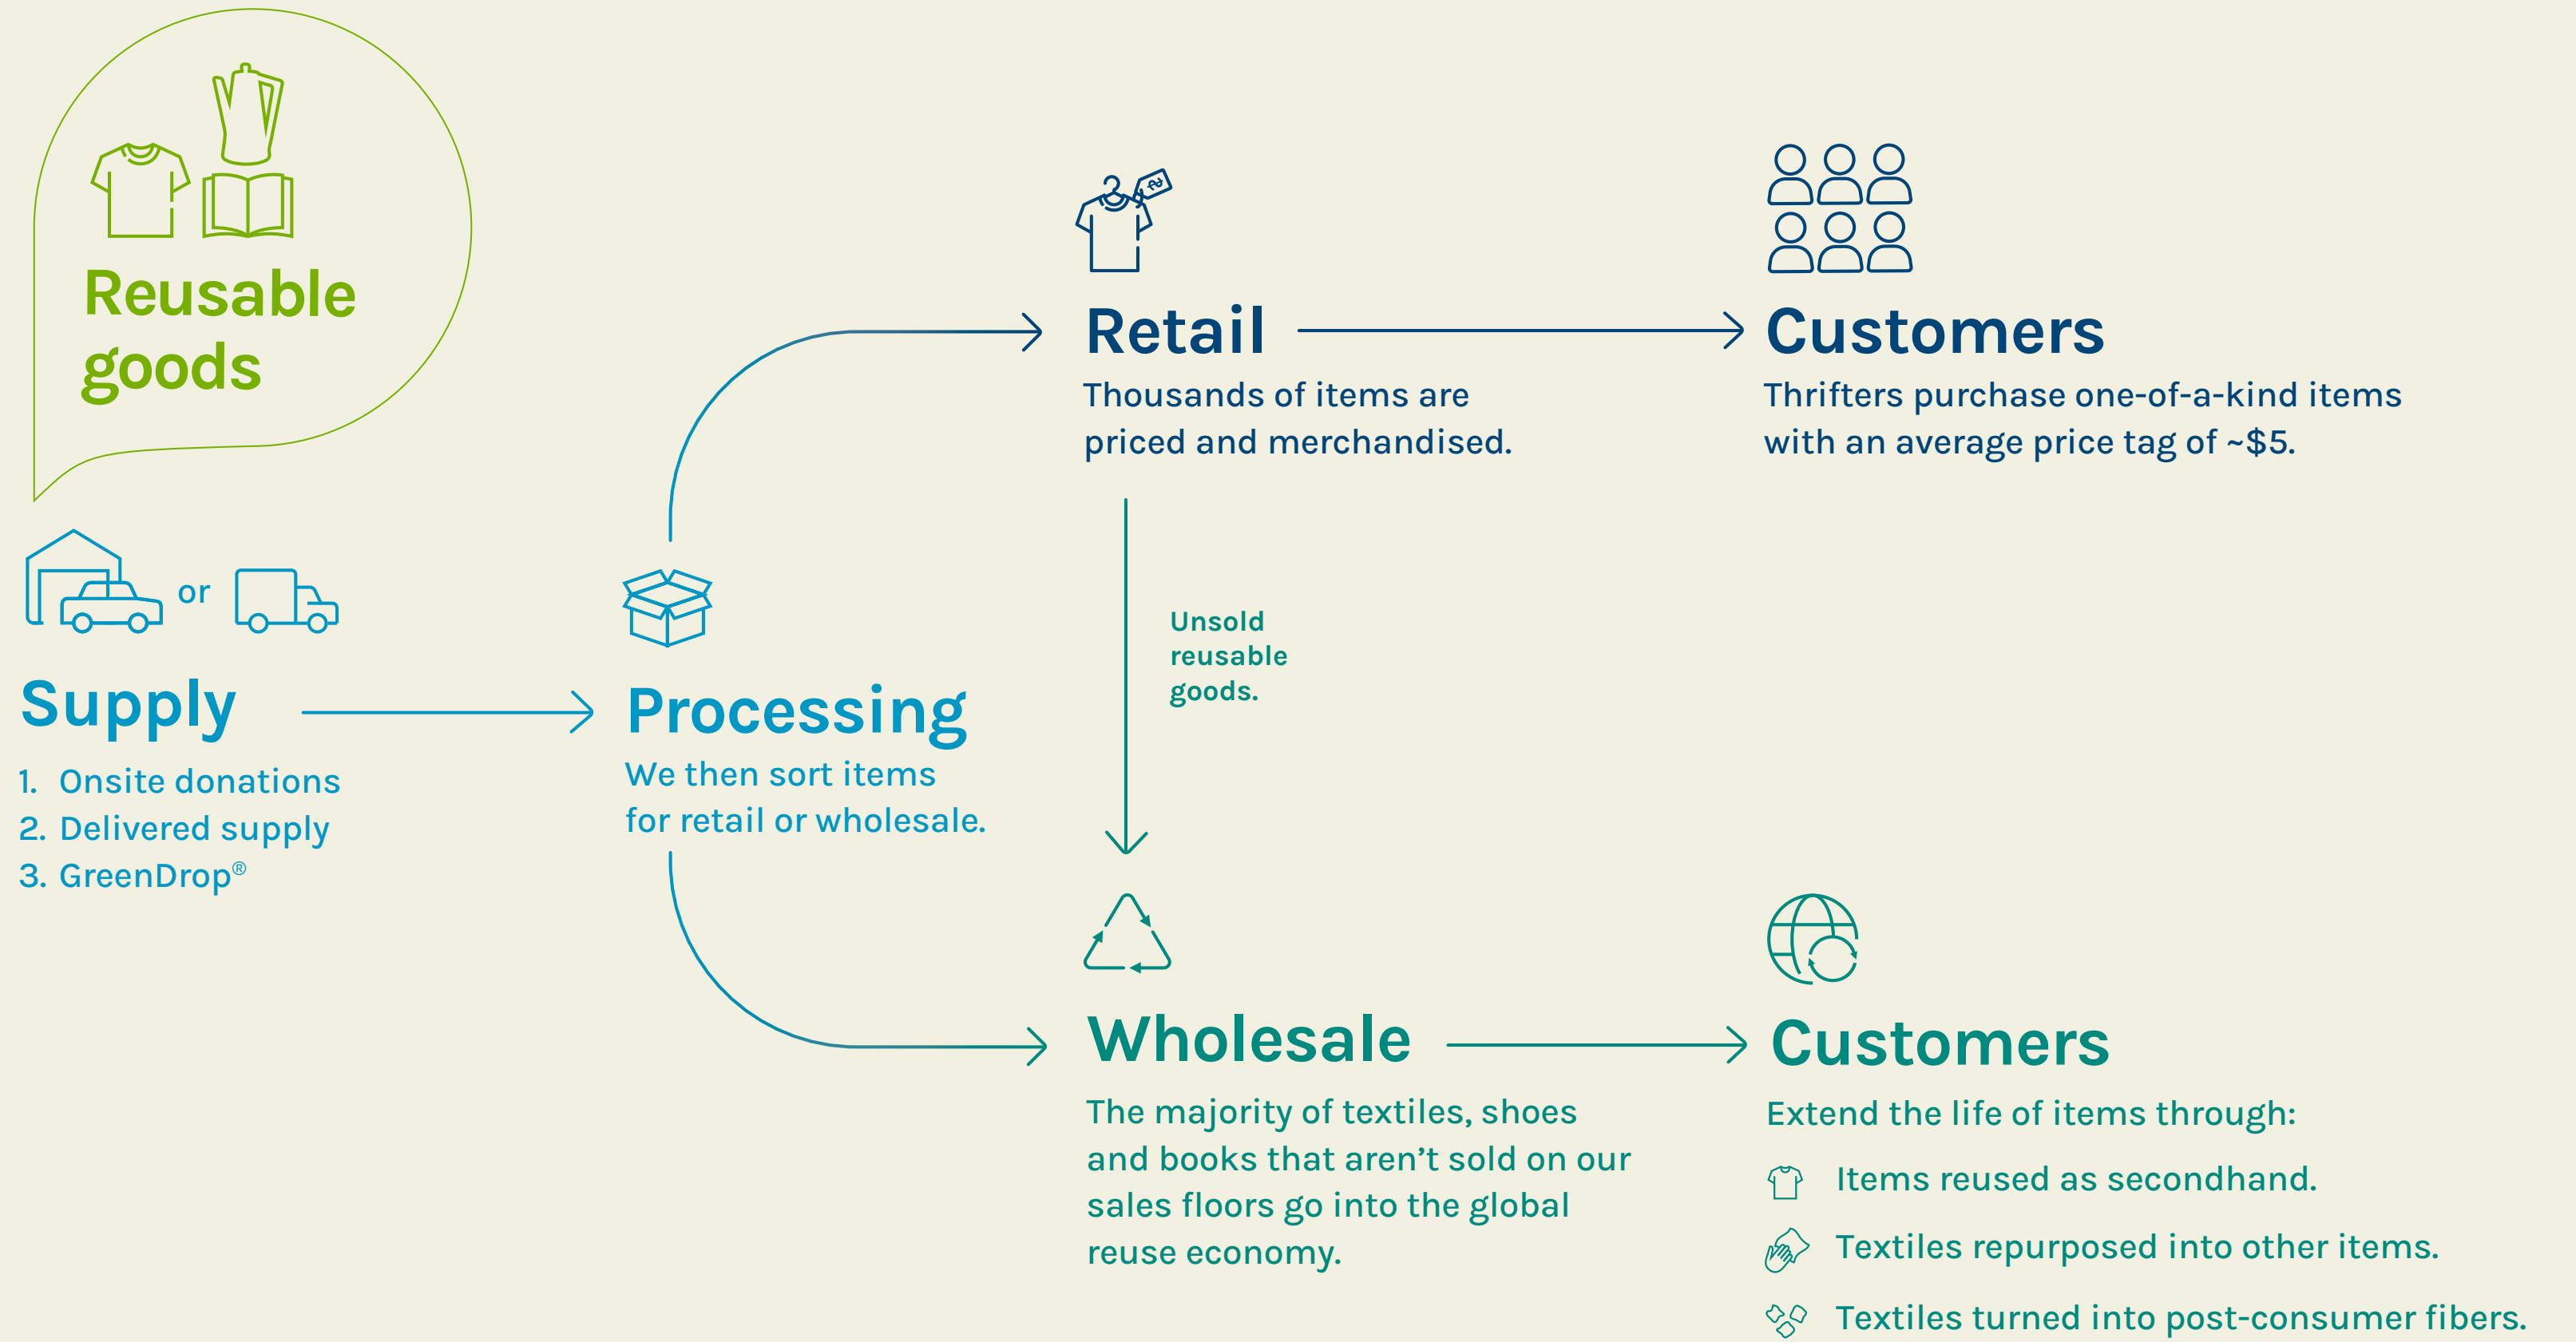 Reusable
goods
or
Supply
1. Onsite donations
2. Delivered supply
3. GreenDrop®
Processing
We then sort items
for retail or wholesale.
Retail
Thousands of items are
priced and merchandised.
Customers
Thrifters purchase one-of-a-kind items
with an average price tag of ~$5.
Unsold
reusable
goods.
Wholesale
The majority of textiles, shoes
and books that aren’t sold on our
sales floors go into the global
reuse economy.
Customers
Extend the life of items through:
Items reused as secondhand.
Textiles repurposed into other items.
Textiles turned into post-consumer fibers.